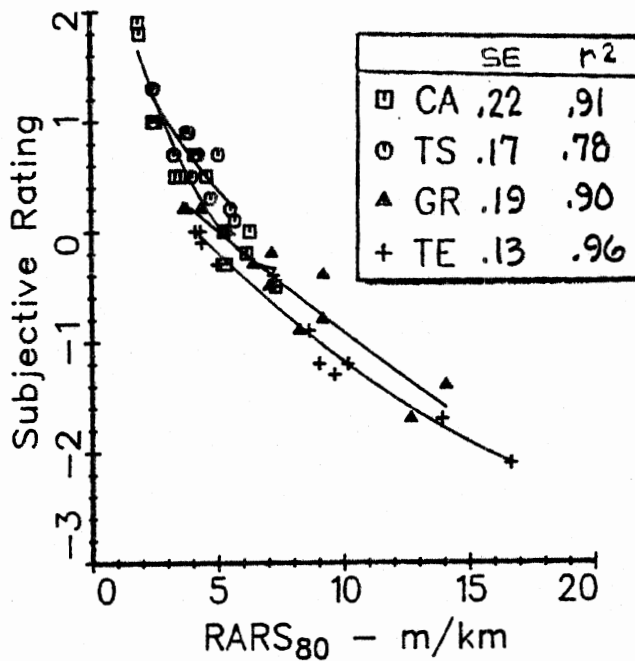 SE r²
CA .22 .91
TS .17 .78
GR .19 .90
TE .13 .96
Subjective Rating
2
1
0
−1
−2
−3
0 5 10 15 20
RARS₈₀ − m/km